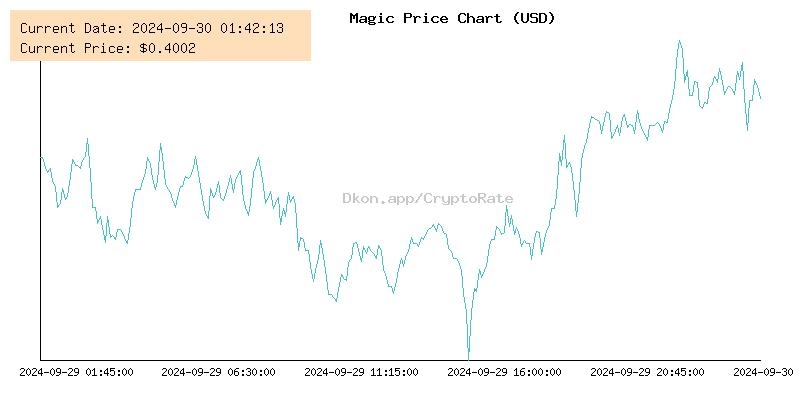 Magic Price Chart (USD)
Current Date: 2024-09-30 01:42:13
Current Price: $0.4002
Dkon.app/CryptoRate
2024-09-29 01:45:00 2024-09-29 06:30:00 2024-09-29 11:15:00 2024-09-29 16:00:00 2024-09-29 20:45:00 2024-09-30